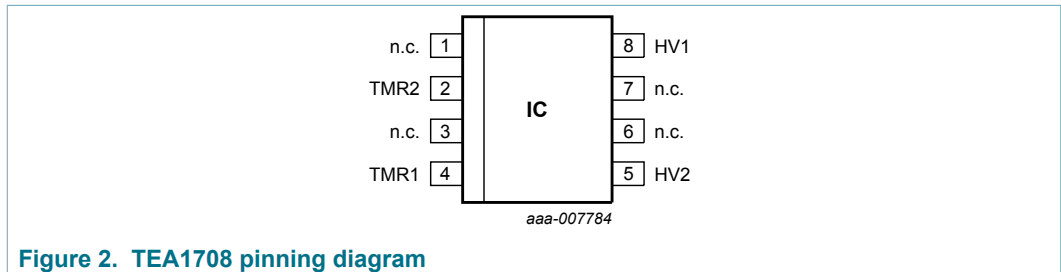 n.c. 1 8 HV1
TMR2 2 7 n.c.
IC
n.c. 3 6 n.c.
TMR1 4 5 HV2
aaa-007784
Figure 2. TEA1708 pinning diagram